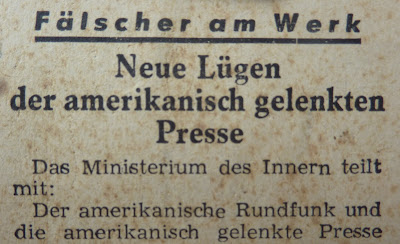 Fälscher am Werk
Neue Lügen
der amerikanisch gelenkten
Presse
Das Ministerium des Innern teilt
mit:
Der amerikanische Rundfunk und
die amerikanisch gelenkte Presse